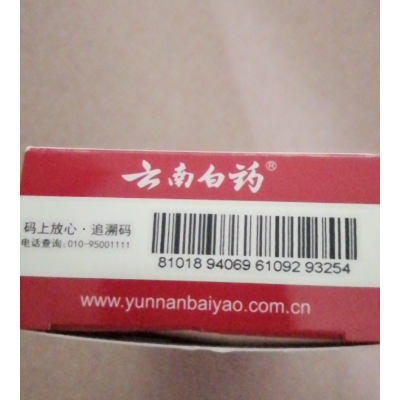 云南白药®
码上放心·追溯码
电话查询:010-95001111
81018 94069 61092 93254
www.yunnanbaiyao.com.cn